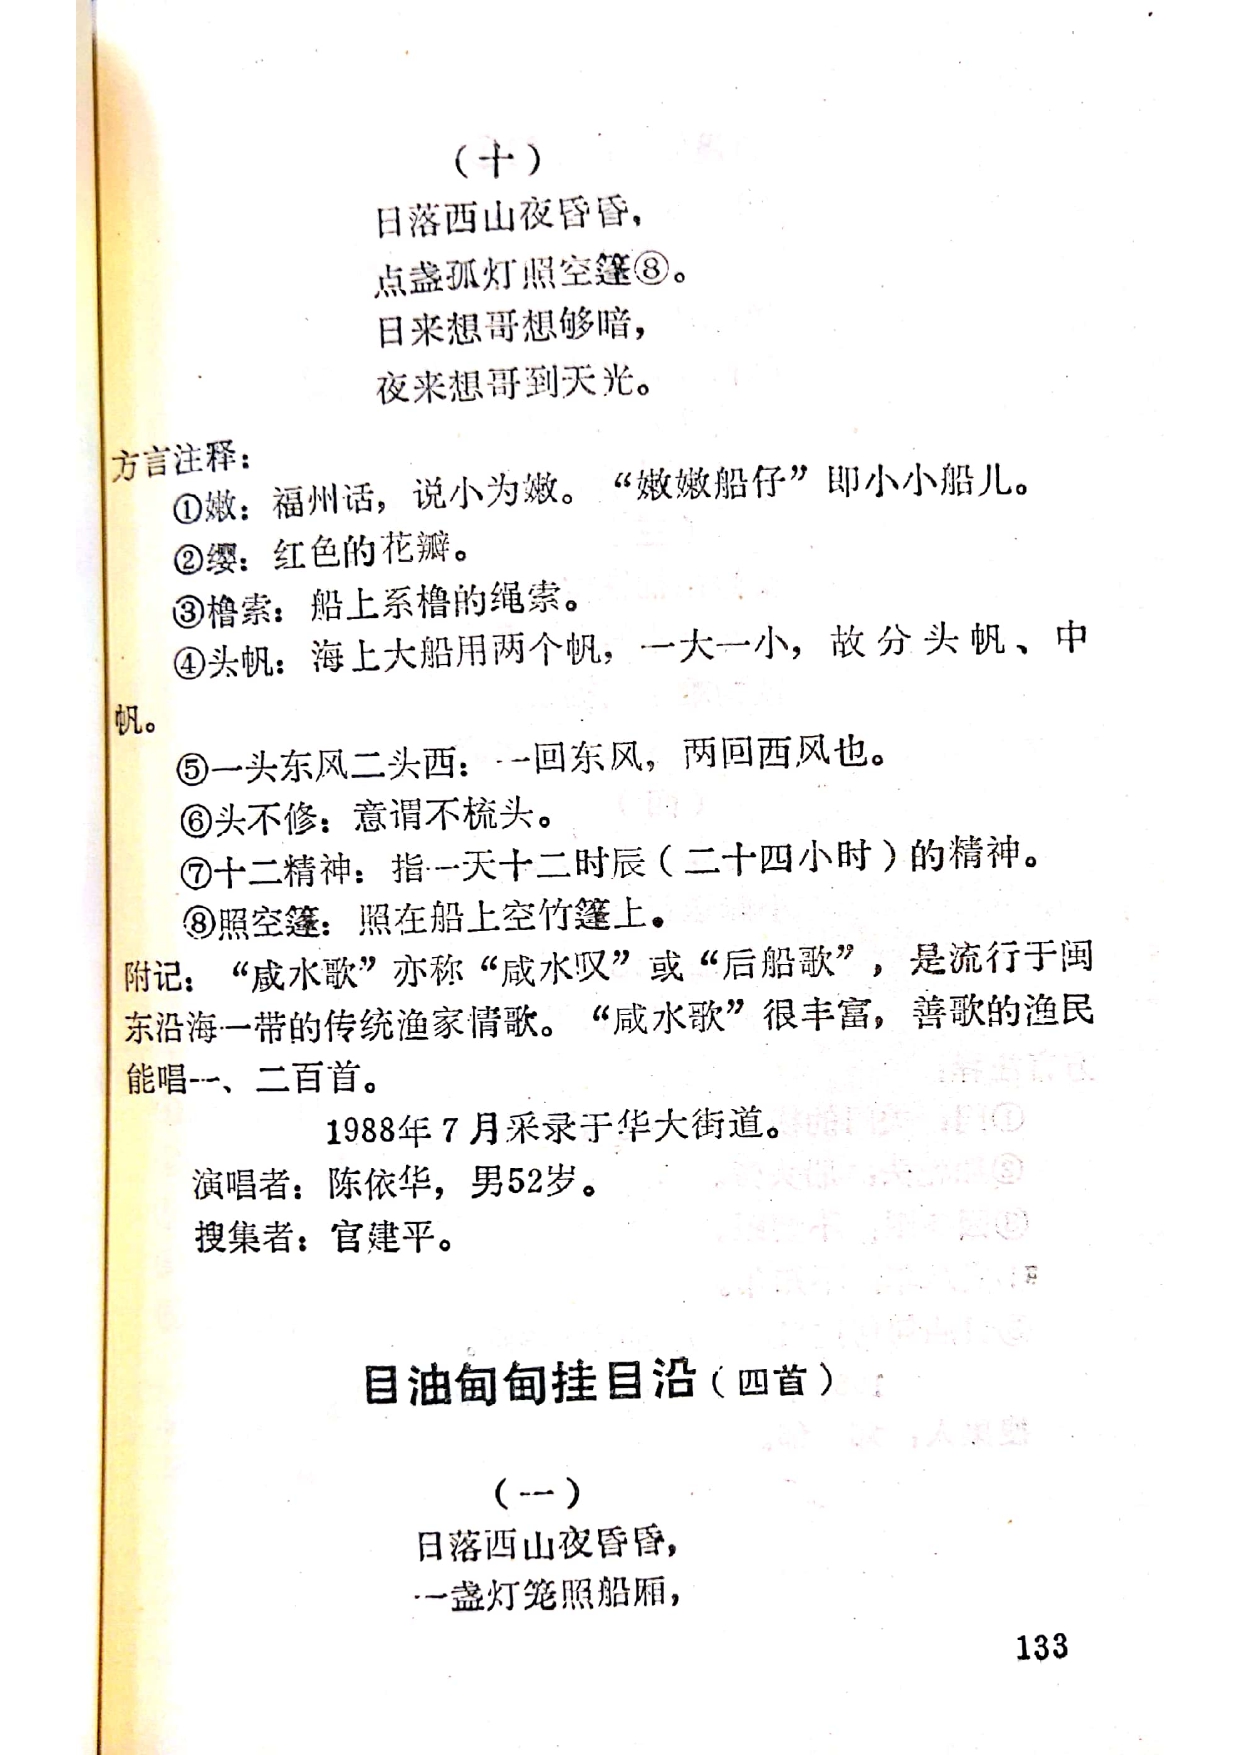 （十）
日落西山夜昏昏，
点盏孤灯照空篷⑧。
日来想哥想够暗，
夜来想哥到天光。
方言注释：
①嫩：福州话，说小为嫩。“嫩嫩船仔”即小小船儿。
②缨：红色的花瓣。
③橹索：船上系橹的绳索。
④头帆：海上大船用两个帆，一大一小，故分头帆、中
帆。
⑤一头东风二头西：一回东风，两回西风也。
⑥头不修：意谓不梳头。
⑦十二精神：指一天十二时辰（二十四小时）的精神。
⑧照空篷：照在船上空竹篷上。
附记：“咸水歌”亦称“咸水叹”或“后船歌”，是流行于闽
东沿海一带的传统渔家情歌。“咸水歌”很丰富，善歌的渔民
能唱一、二百首。
1988年7月采录于华大街道。
演唱者：陈依华，男52岁。
搜集者：官建平。
目油甸甸挂目沿（四首）
（一）
日落西山夜昏昏，
一盏灯笼照船厢，
133